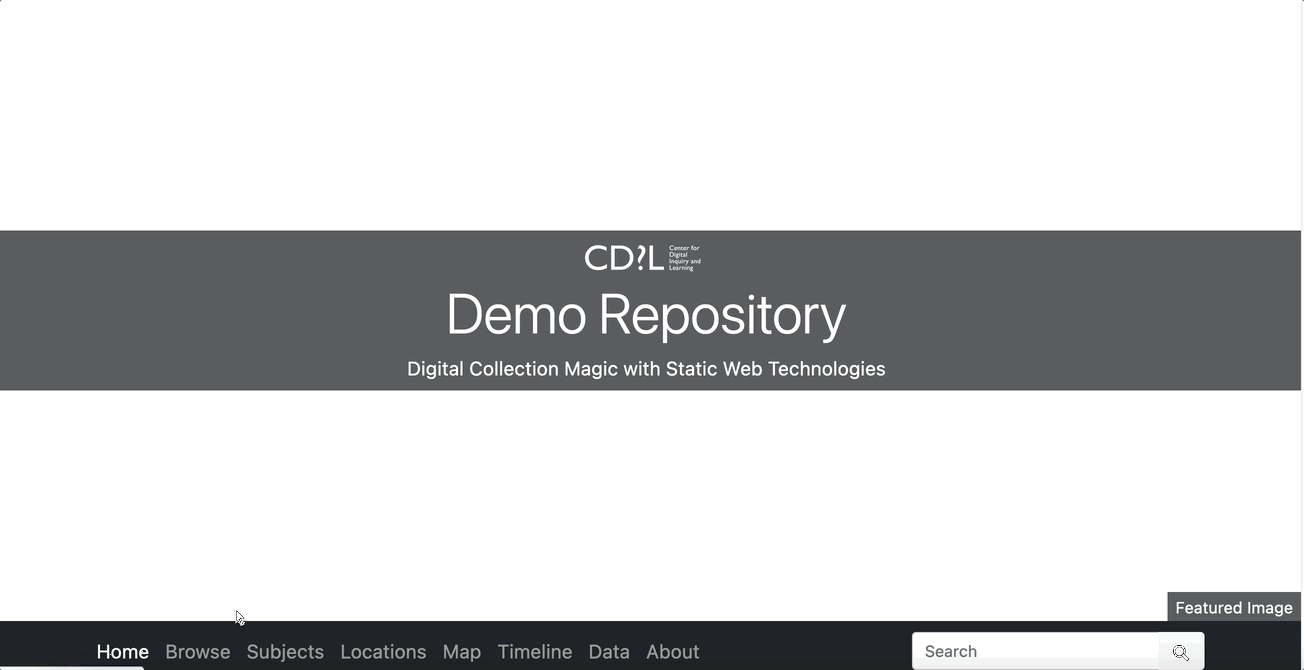 CD?L Center for
Digital
Inquiry and
Learning
Demo Repository
Digital Collection Magic with Static Web Technologies
Featured Image
Home Browse Subjects Locations Map Timeline Data About Search